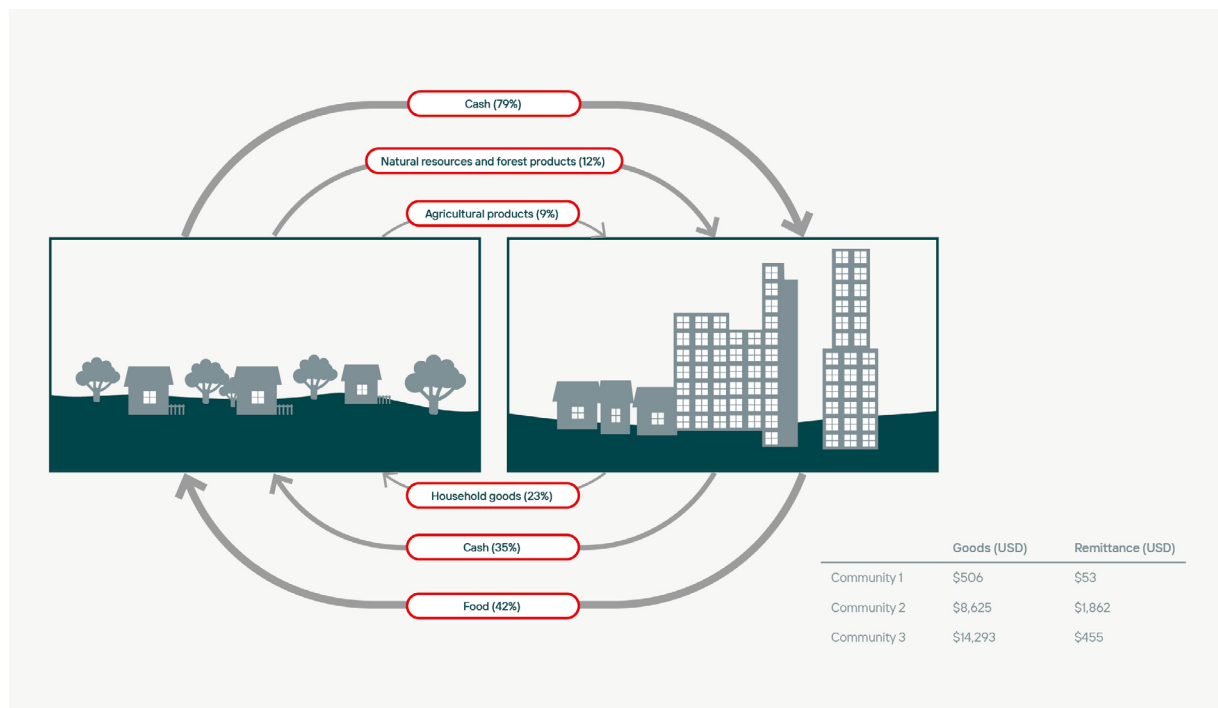 Cash (79%)
Natural resources and forest products (12%)
Agricultural products (9%)
Household goods (23%)
Cash (35%)
Food (42%)
Goods (USD) Remittance (USD)
Community 1 $506 $53
Community 2 $8,625 $1,862
Community 3 $14,293 $455